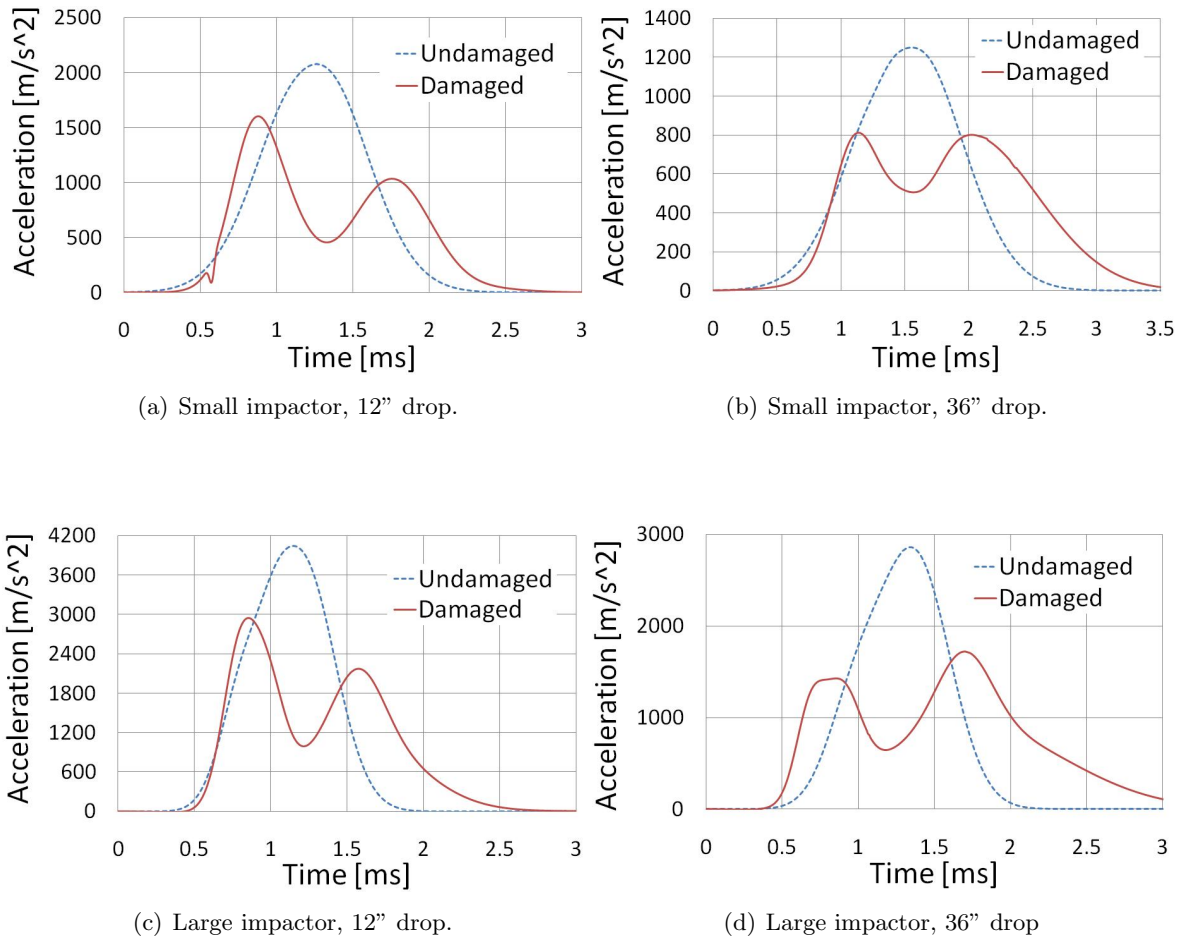 Acceleration [m/s^2]
2500
2000
1500
1000
500
0
Undamaged
Damaged
0 0.5 1 1.5 2 2.5 3
Time [ms]
(a) Small impactor, 12” drop.
Acceleration [m/s^2]
1400
1200
1000
800
600
400
200
0
Undamaged
Damaged
0 0.5 1 1.5 2 2.5 3 3.5
Time [ms]
(b) Small impactor, 36” drop.
Acceleration [m/s^2]
4200
3600
3000
2400
1800
1200
600
0
Undamaged
Damaged
0 0.5 1 1.5 2 2.5 3
Time [ms]
(c) Large impactor, 12” drop.
Acceleration [m/s^2]
3000
2000
1000
0
Undamaged
Damaged
0 0.5 1 1.5 2 2.5 3
Time [ms]
(d) Large impactor, 36” drop